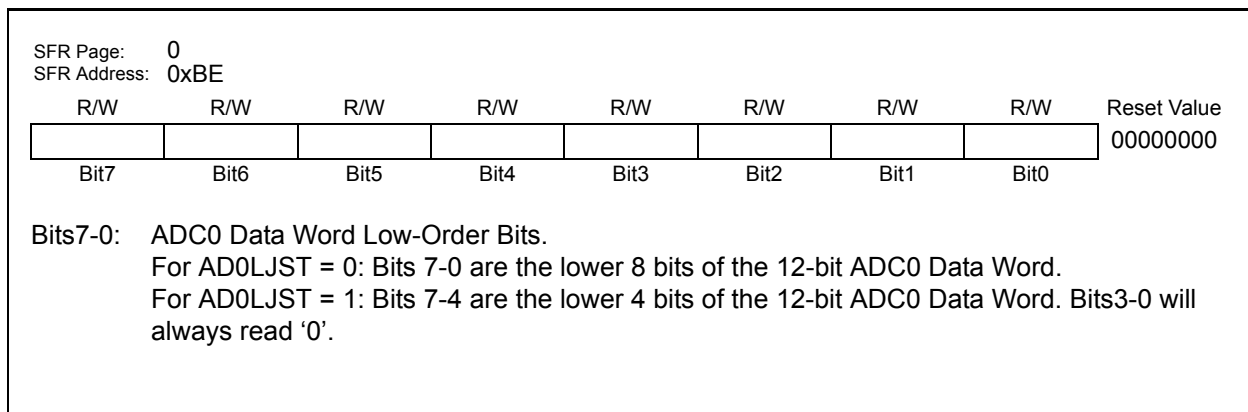 SFR Page: 0
SFR Address: 0xBE
R/W R/W R/W R/W R/W R/W R/W R/W Reset Value
00000000
Bit7 Bit6 Bit5 Bit4 Bit3 Bit2 Bit1 Bit0
Bits7-0: ADC0 Data Word Low-Order Bits.
For AD0LJST = 0: Bits 7-0 are the lower 8 bits of the 12-bit ADC0 Data Word.
For AD0LJST = 1: Bits 7-4 are the lower 4 bits of the 12-bit ADC0 Data Word. Bits3-0 will
always read ‘0’.